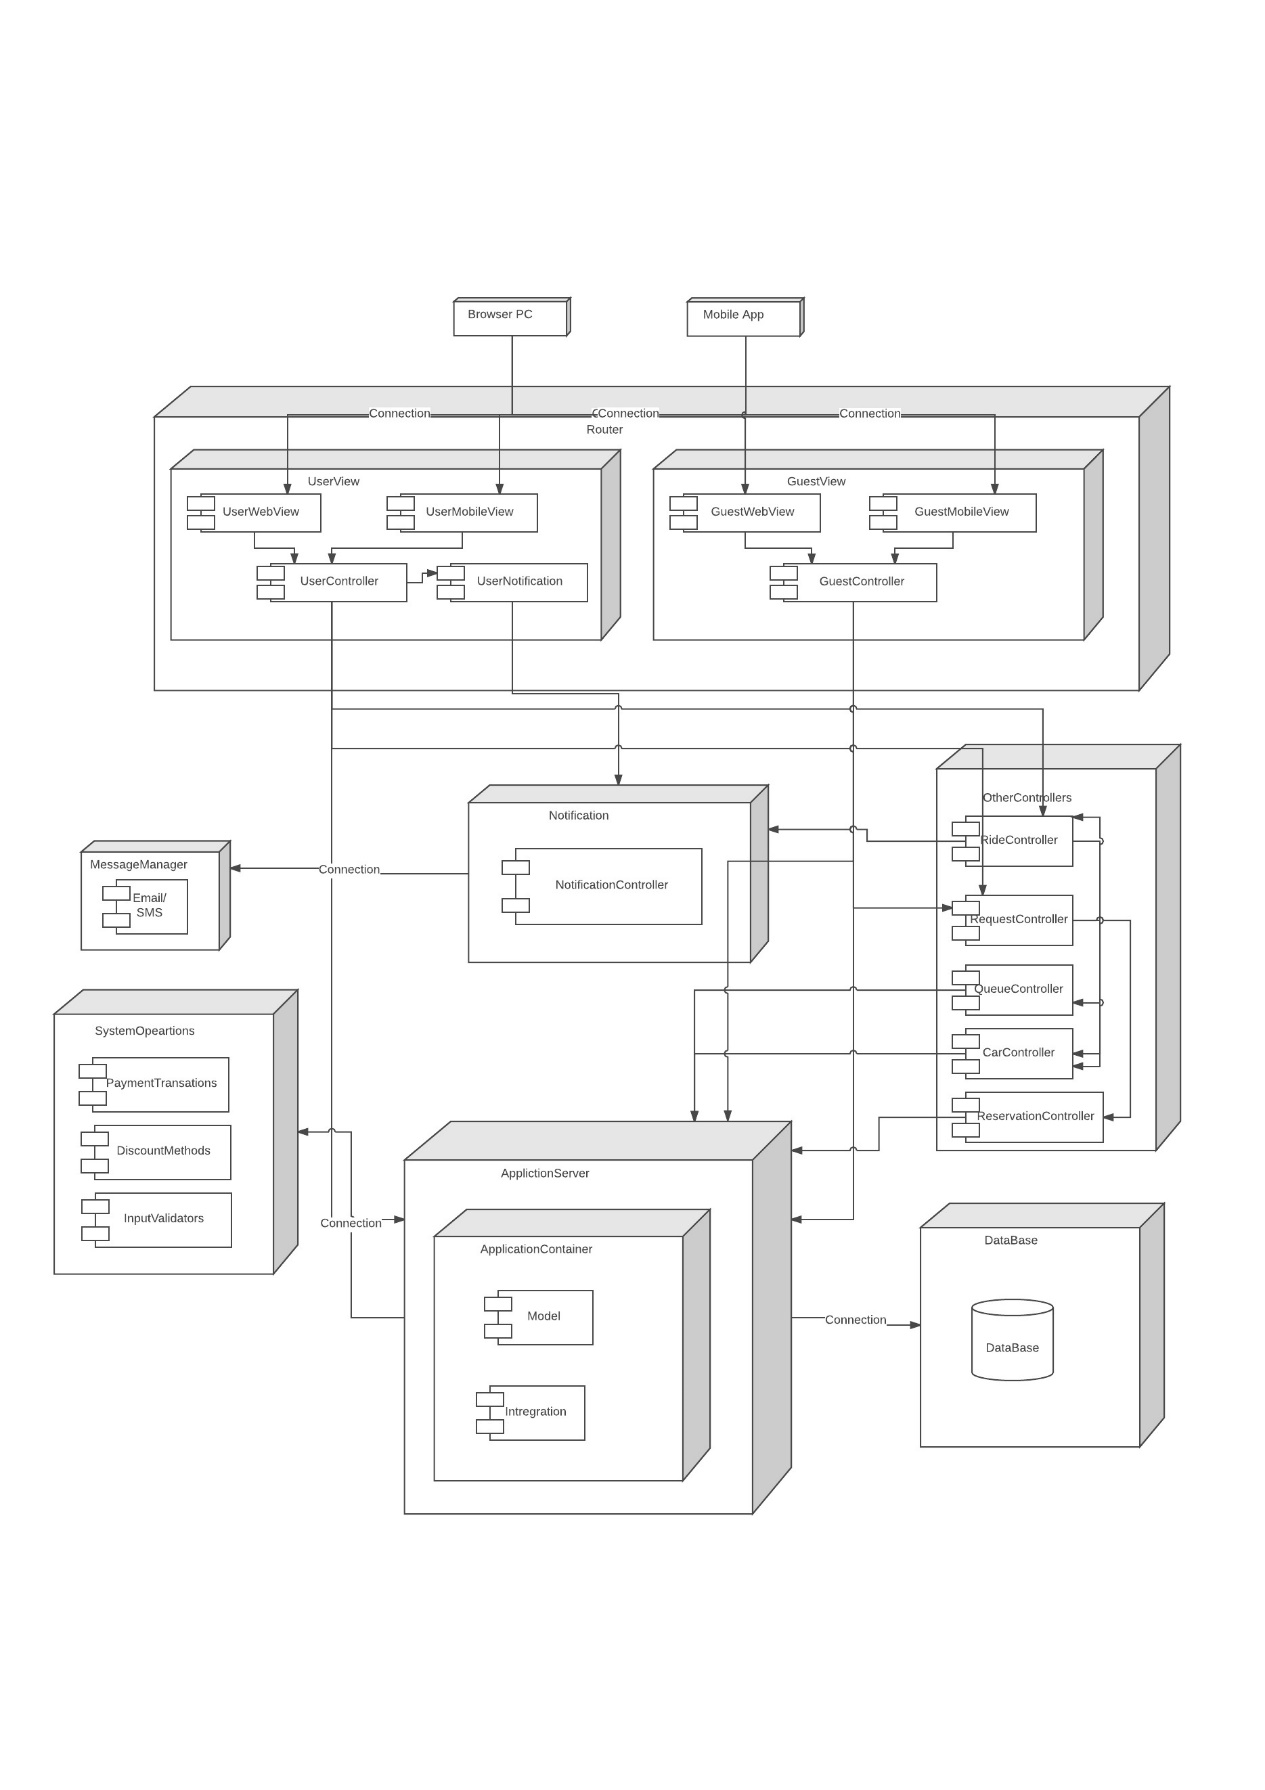 Browser PC
Mobile App
Connection
Connection
Connection
Router
UserView
GuestView
UserWebView
UserMobileView
GuestWebView
GuestMobileView
UserController
UserNotification
GuestController
OtherControllers
Notification
RideController
MessageManager
Connection
NotificationController
Email/
SMS
RequestController
QueueController
SystemOpeartions
CarController
PaymentTransations
ReservationController
DiscountMethods
ApplictionServer
InputValidators
Connection
DataBase
ApplicationContainer
Model
Connection
DataBase
Intregration